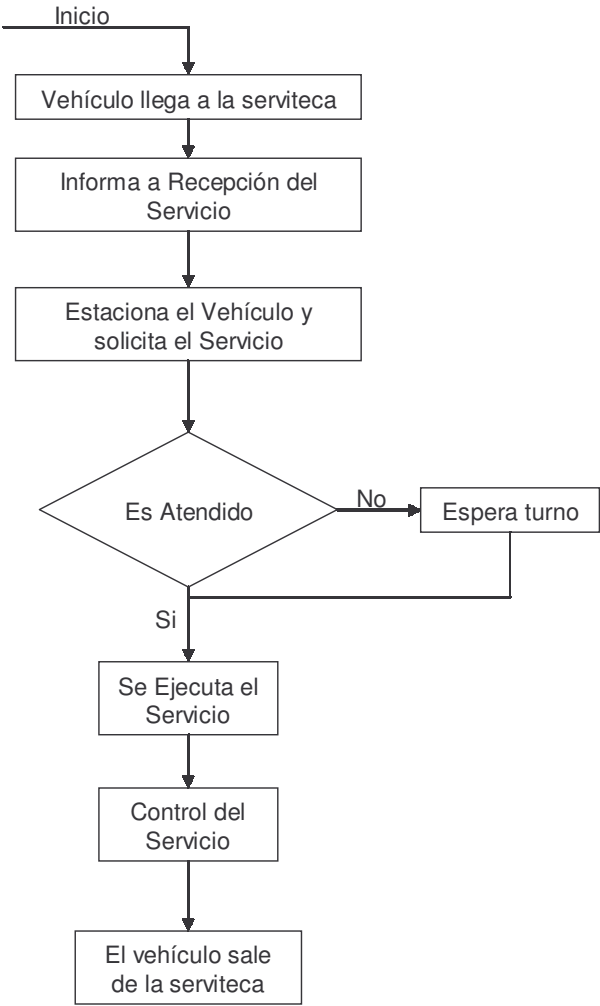 Inicio
Vehículo llega a la serviteca
Informa a Recepción del
Servicio
Estaciona el Vehículo y
solicita el Servicio
Es Atendido
No
Espera turno
Si
Se Ejecuta el
Servicio
Control del
Servicio
El vehículo sale
de la serviteca